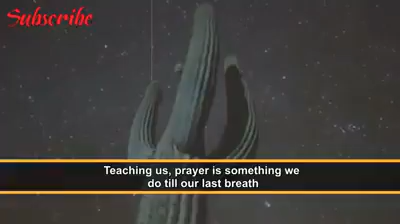 Subscribe
Teaching us, prayer is something we
do till our last breath